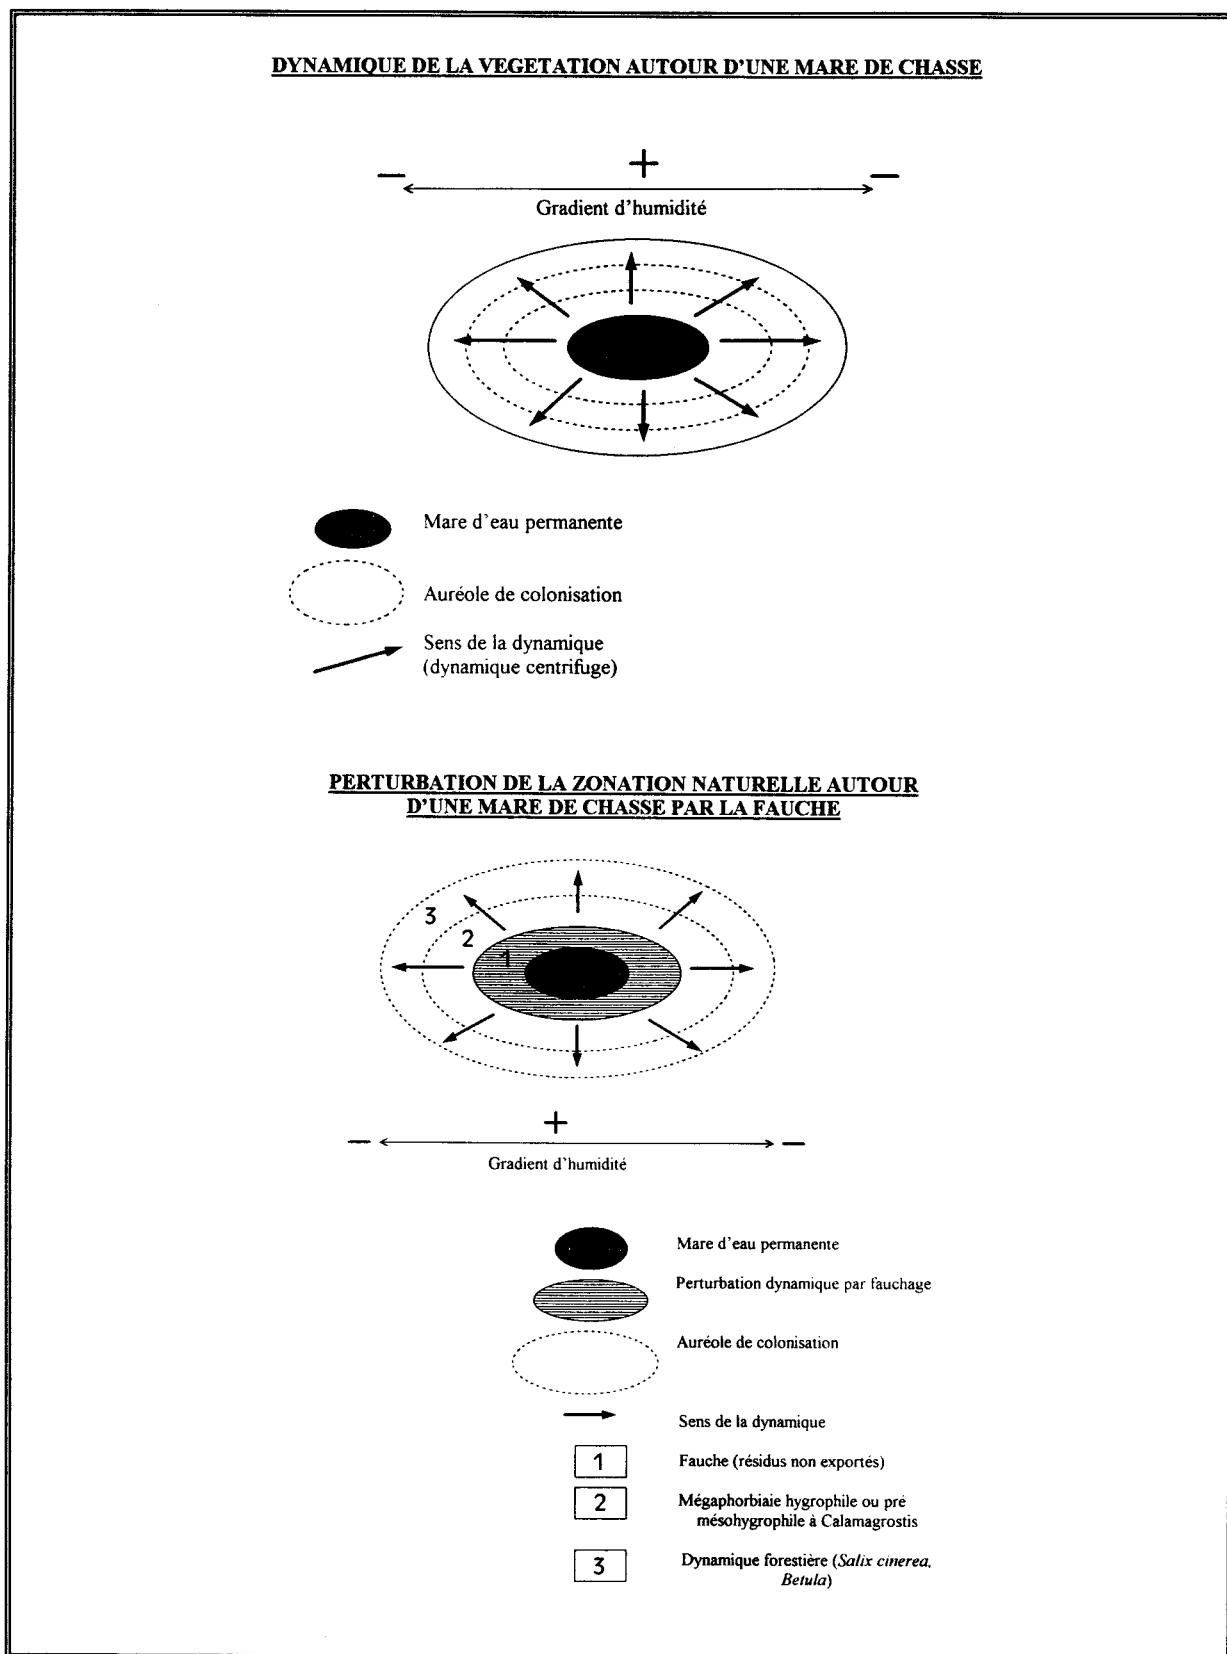 DYNAMIQUE DE LA VEGETATION AUTOUR D'UNE MARE DE CHASSE
− + −
Gradient d'humidité
Mare d'eau permanente
Auréole de colonisation
Sens de la dynamique
(dynamique centrifuge)
PERTURBATION DE LA ZONATION NATURELLE AUTOUR
D'UNE MARE DE CHASSE PAR LA FAUCHE
3
2
1
− + −
Gradient d'humidité
Mare d'eau permanente
Perturbation dynamique par fauchage
Auréole de colonisation
Sens de la dynamique
1 Fauche (résidus non exportés)
2 Mégaphorbiaie hygrophile ou pré
mésohygrophile à Calamagrostis
3 Dynamique forestière (Salix cinerea,
Betula)